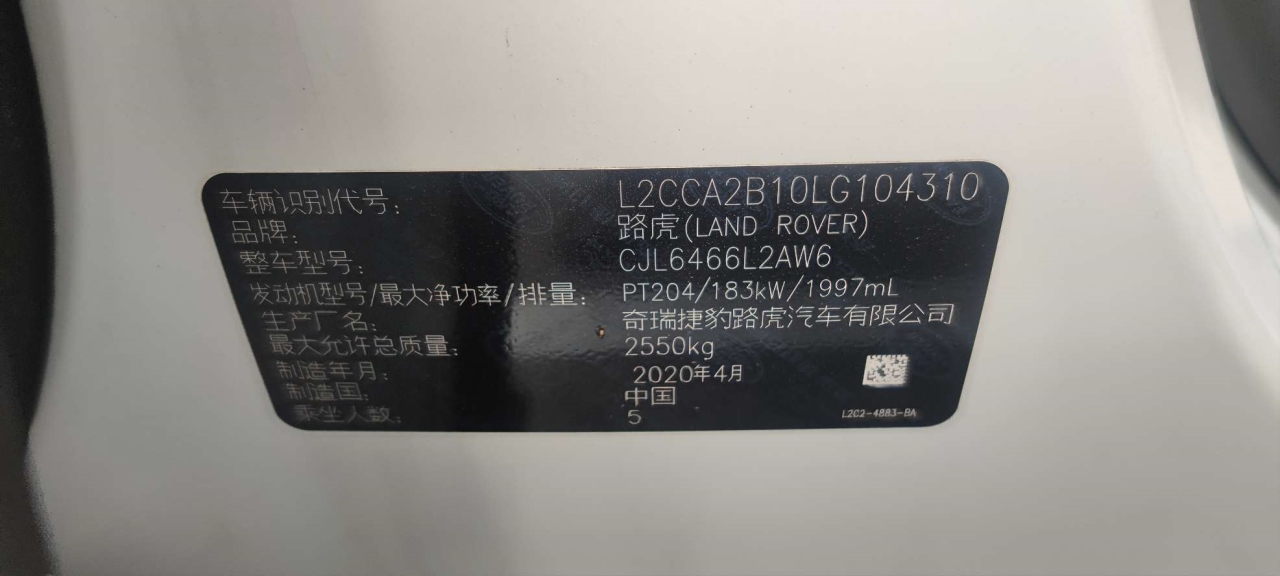 车辆识别代号: L2CCA2B10LG104310
品牌: 路虎(LAND ROVER)
整车型号: CJL6466L2AW6
发动机型号/最大净功率/排量: PT204/183kW/1997mL
生产厂名: 奇瑞捷豹路虎汽车有限公司
最大允许总质量: 2550kg
制造年月: 2020年4月
制造国: 中国
乘坐人数: 5
L2C2-4883-BA